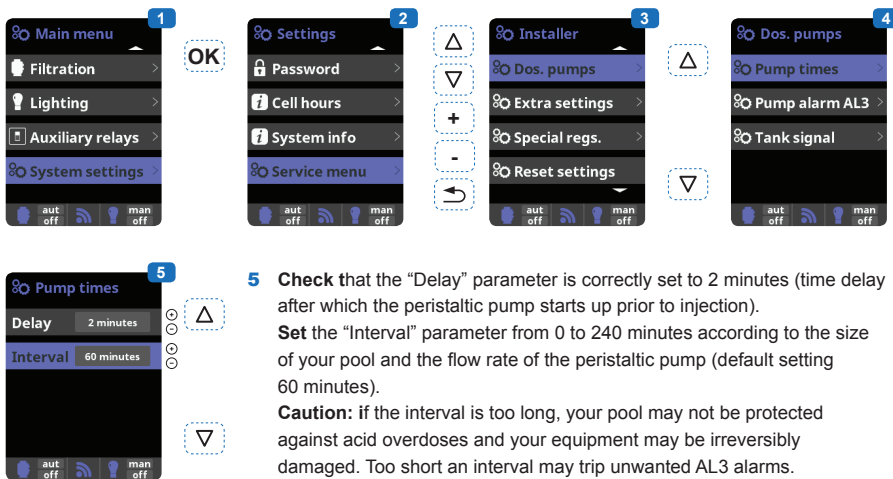 1
Main menu
Filtration
Lighting
Auxiliary relays
System settings
aut off man off
OK
2
Settings
Password
Cell hours
System info
Service menu
aut off man off
+
-
3
Installer
Dos. pumps
Extra settings
Special regs.
Reset settings
aut off man off
4
Dos. pumps
Pump times
Pump alarm AL3
Tank signal
aut off man off
5
Pump times
Delay 2 minutes
Interval 60 minutes
aut off man off
5 Check that the “Delay” parameter is correctly set to 2 minutes (time delay
after which the peristaltic pump starts up prior to injection).
Set the “Interval” parameter from 0 to 240 minutes according to the size
of your pool and the flow rate of the peristaltic pump (default setting
60 minutes).
Caution: if the interval is too long, your pool may not be protected
against acid overdoses and your equipment may be irreversibly
damaged. Too short an interval may trip unwanted AL3 alarms.